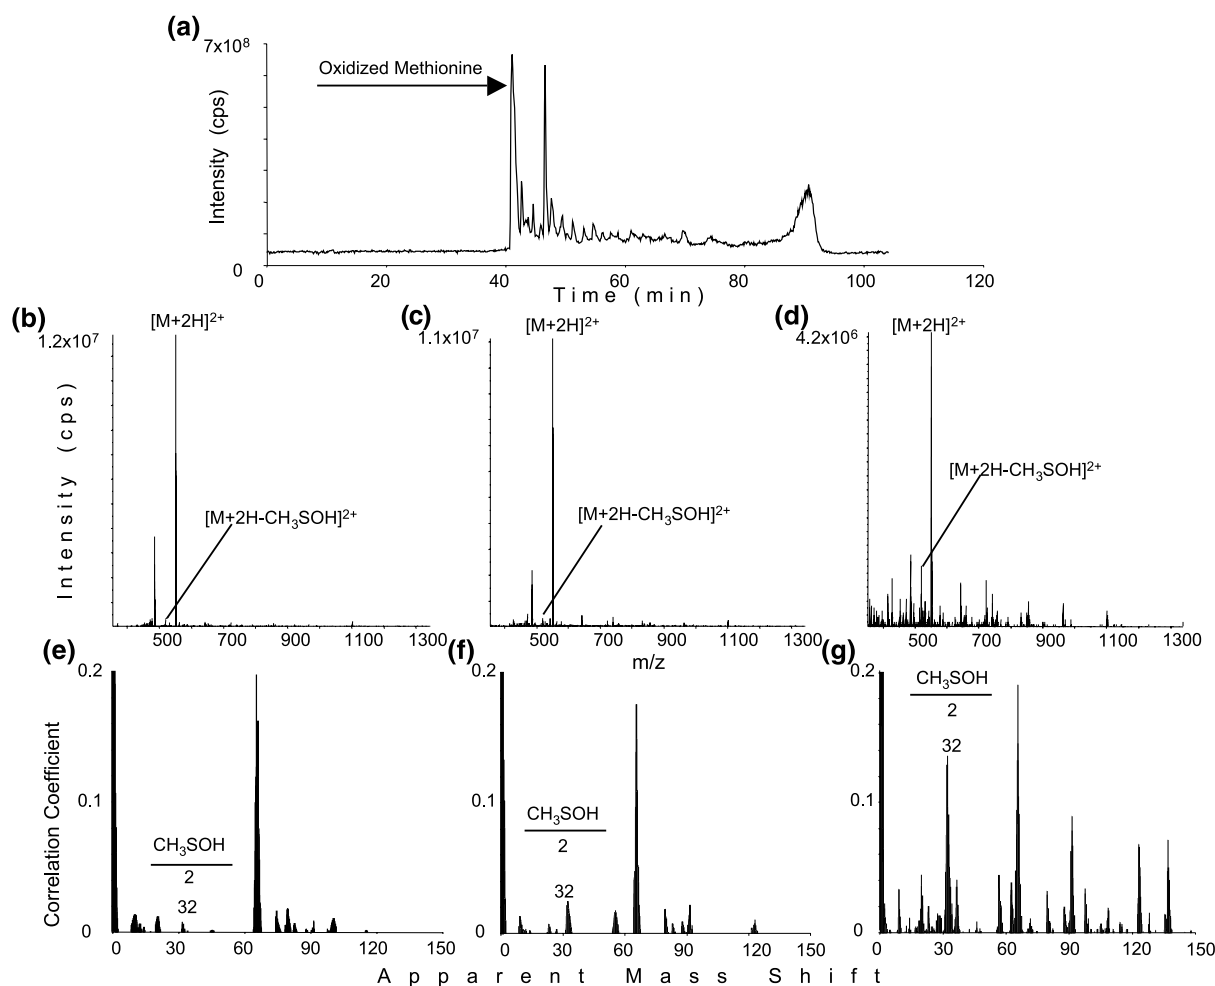 (a)
7x10⁸
Oxidized Methionine
Intensity (cps)
0
0 20 40 60 80 100 120
Time (min)
(b) (c) (d)
[M+2H]²⁺ [M+2H]²⁺ [M+2H]²⁺
1.2x10⁷ 1.1x10⁷ 4.2x10⁶
Intensity (cps)
[M+2H-CH₃SOH]²⁺ [M+2H-CH₃SOH]²⁺ [M+2H-CH₃SOH]²⁺
500 700 900 1100 1300 500 700 900 1100 1300 500 700 900 1100 1300
m/z
(e) (f) (g)
0.2 0.2 0.2
CH₃SOH
2
32
Correlation Coefficient
0.1 0.1 0.1
CH₃SOH
2
32
CH₃SOH
2
32
0 0 0
0 30 60 90 120 150 0 30 60 90 120 150 0 30 60 90 120 150
Apparent Mass Shift